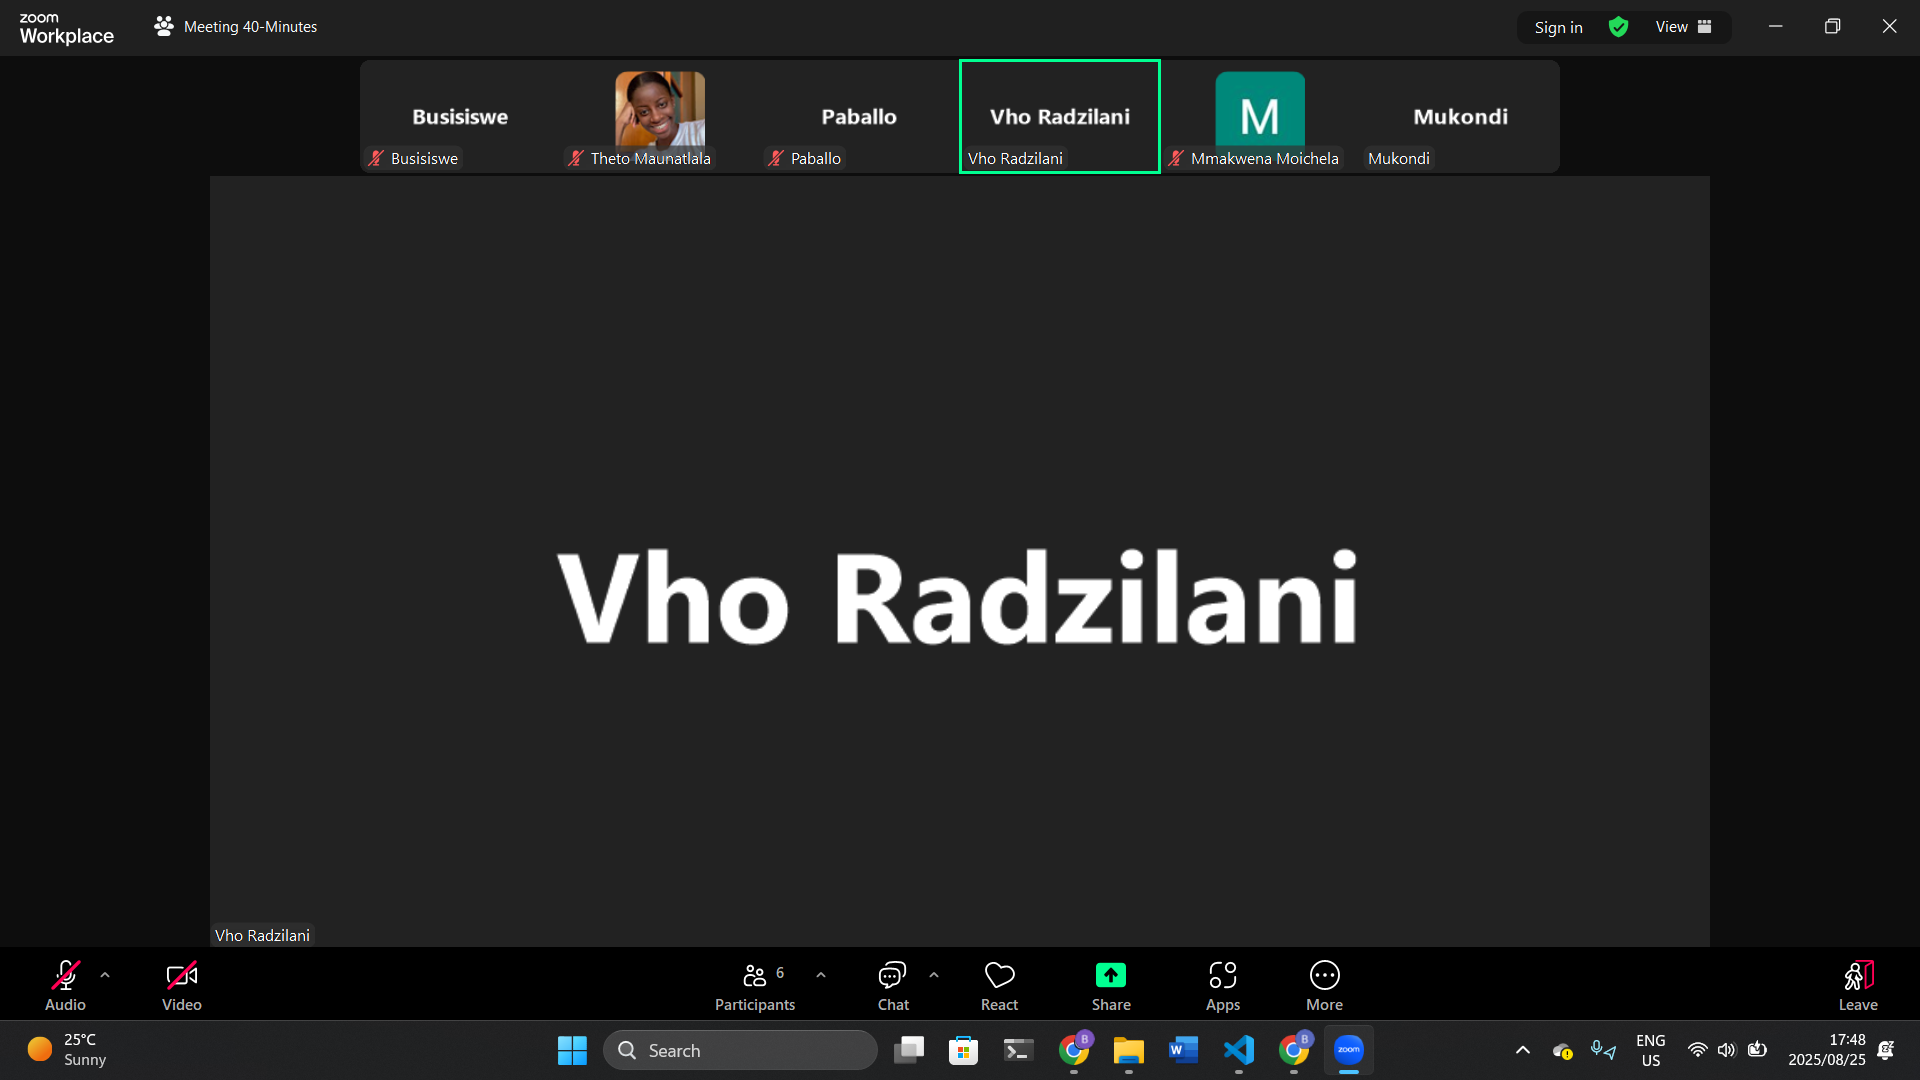 zoom
Workplace
Meeting 40-Minutes
Sign in
View
Busisiswe
Paballo
Vho Radzilani
M
Mukondi
Busisiswe
Theto Maunatlala
Paballo
Vho Radzilani
Mmakwena Moichela
Mukondi
Vho Radzilani
Vho Radzilani
Audio
Video
6
Participants
Chat
React
Share
Apps
More
Leave
25°C
Sunny
Search
B
W
B
zoom
ENG
US
17:48
2025/08/25